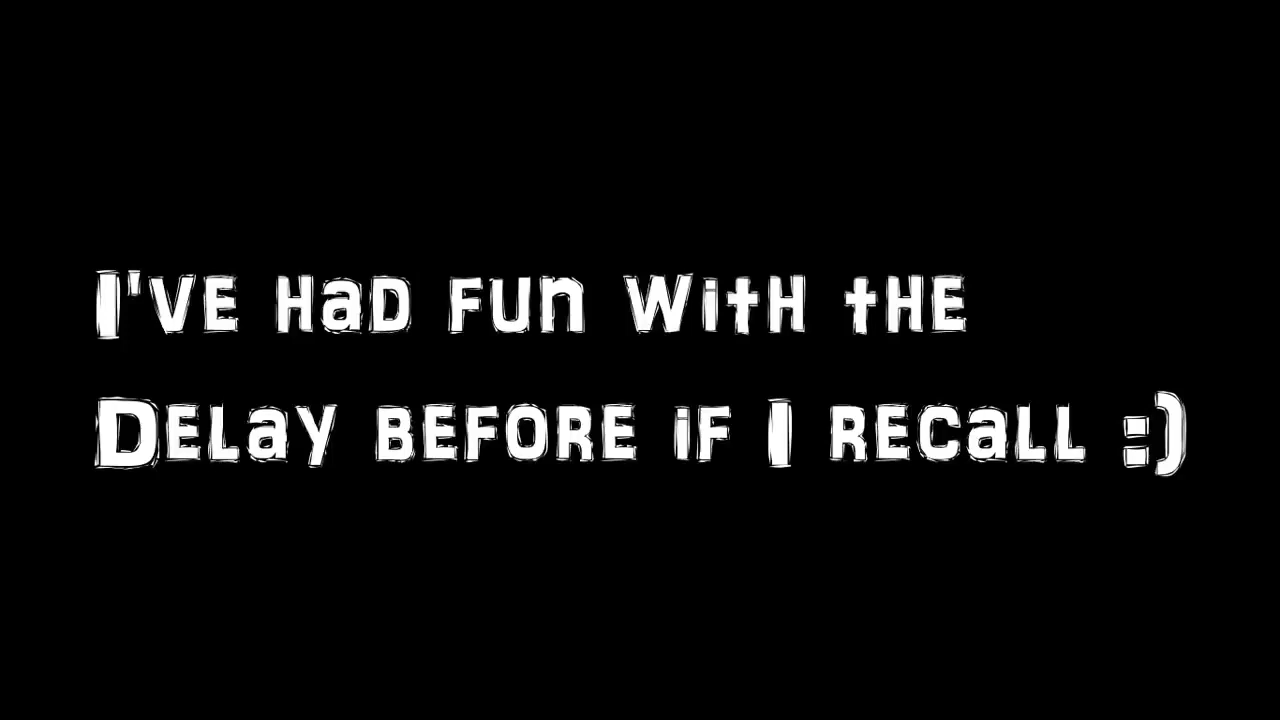 I've had fun with the
Delay before if I recall :)